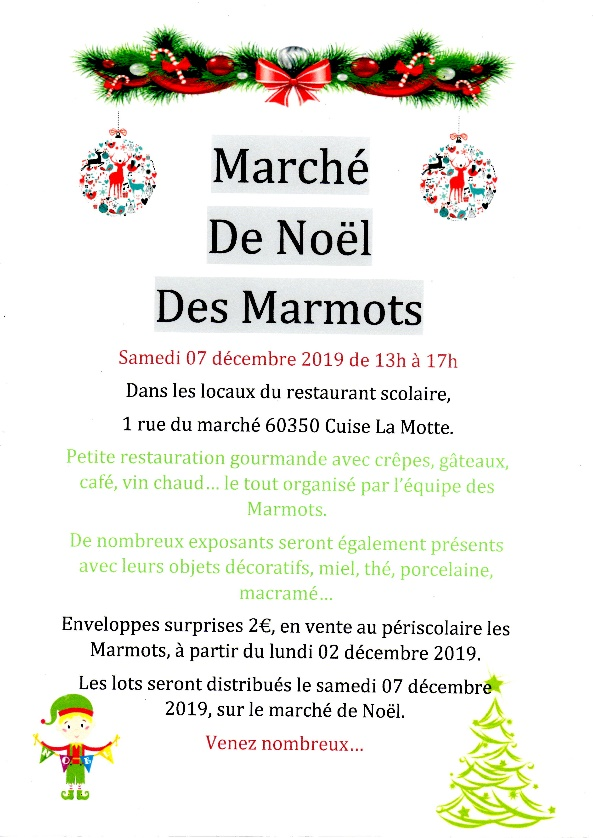 Marché
De Noël
Des Marmots
Samedi 07 décembre 2019 de 13h à 17h
Dans les locaux du restaurant scolaire,
1 rue du marché 60350 Cuise La Motte.
Petite restauration gourmande avec crêpes, gâteaux,
café, vin chaud… le tout organisé par l'équipe des
Marmots.
De nombreux exposants seront également présents
avec leurs objets décoratifs, miel, thé, porcelaine,
macramé…
Enveloppes surprises 2€, en vente au périscolaire les
Marmots, à partir du lundi 02 décembre 2019.
Les lots seront distribués le samedi 07 décembre
2019, sur le marché de Noël.
Venez nombreux…